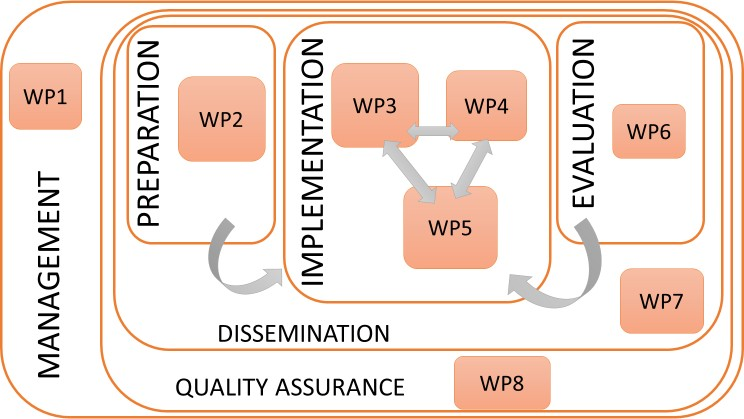 WP1
MANAGEMENT
PREPARATION
WP2
IMPLEMENTATION
WP3
WP4
WP5
EVALUATION
WP6
WP7
DISSEMINATION
QUALITY ASSURANCE
WP8